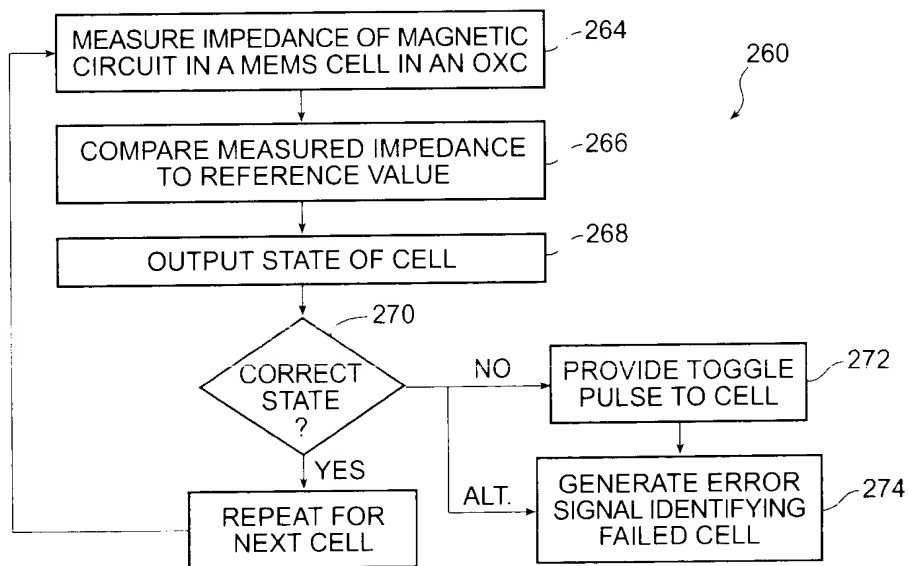 MEASURE IMPEDANCE OF MAGNETIC
CIRCUIT IN A MEMS CELL IN AN OXC
264
260
COMPARE MEASURED IMPEDANCE
TO REFERENCE VALUE
266
OUTPUT STATE OF CELL
268
270
CORRECT
STATE
?
NO
PROVIDE TOGGLE
PULSE TO CELL
272
YES
ALT.
GENERATE ERROR
SIGNAL IDENTIFYING
FAILED CELL
274
REPEAT FOR
NEXT CELL